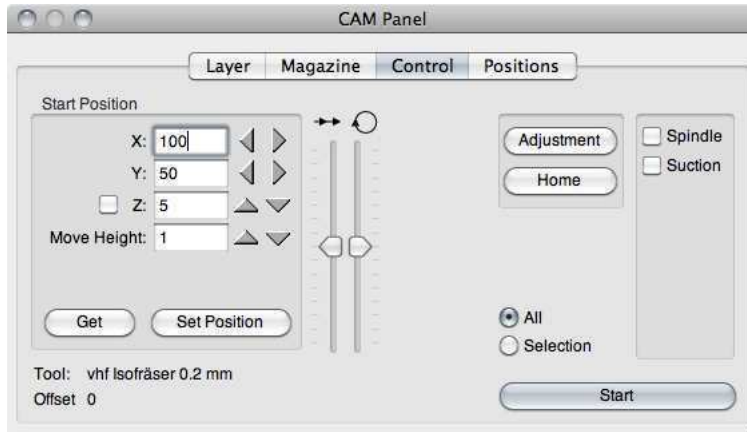 CAM Panel
Layer Magazine Control Positions
Start Position
X: 100
Y: 50
Z: 5
Move Height: 1
Get Set Position
Tool: vhf Isofräser 0.2 mm
Offset 0
Adjustment
Home
Spindle
Suction
All
Selection
Start